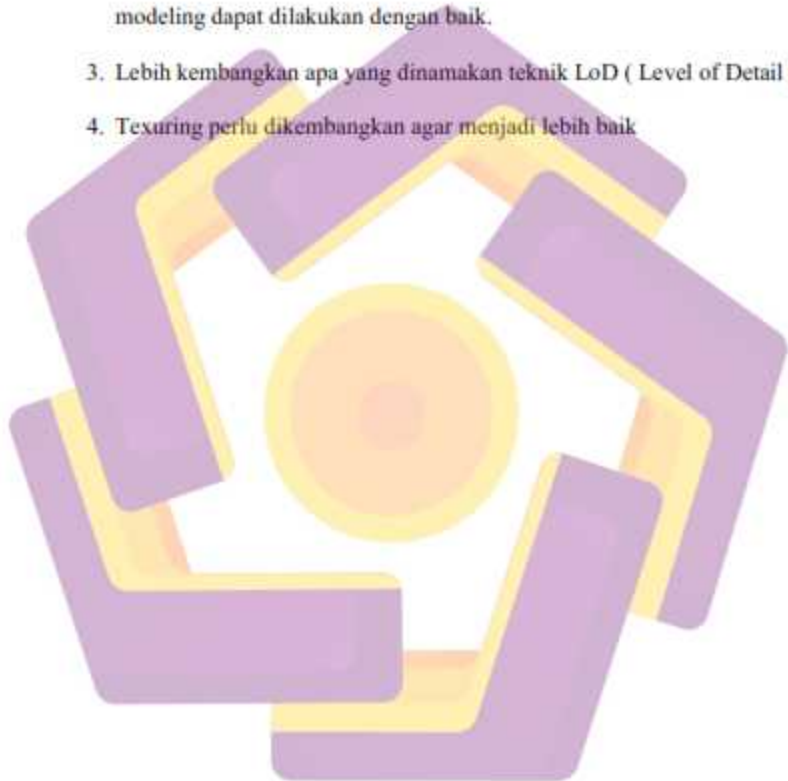 modeling dapat dilakukan dengan baik.
3. Lebih kembangkan apa yang dinamakan teknik LoD ( Level of Detail
4. Texuring perlu dikembangkan agar menjadi lebih baik